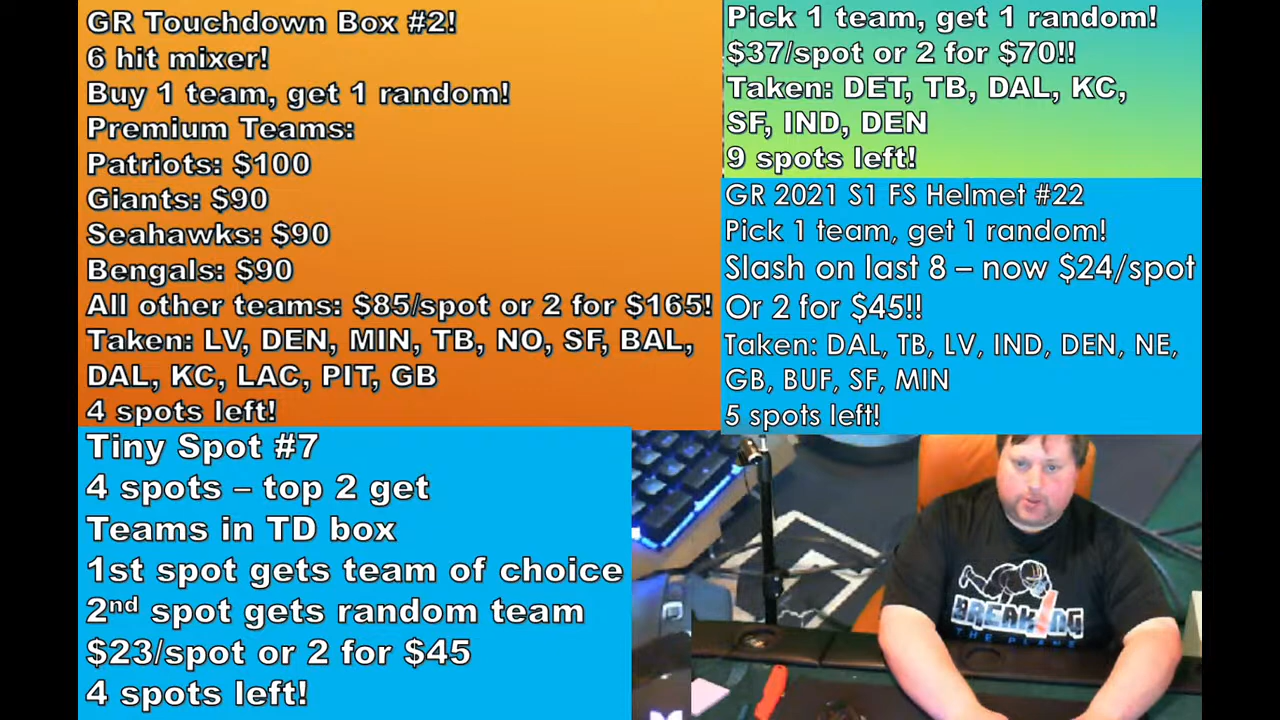 GR Touchdown Box #2!
6 hit mixer!
Buy 1 team, get 1 random!
Premium Teams:
Patriots: $100
Giants: $90
Seahawks: $90
Bengals: $90
All other teams: $85/spot or 2 for $165!
Taken: LV, DEN, MIN, TB, NO, SF, BAL,
DAL, KC, LAC, PIT, GB
4 spots left!
Pick 1 team, get 1 random!
$37/spot or 2 for $70!!
Taken: DET, TB, DAL, KC,
SF, IND, DEN
9 spots left!
GR 2021 S1 FS Helmet #22
Pick 1 team, get 1 random!
Slash on last 8 – now $24/spot
Or 2 for $45!!
Taken: DAL, TB, LV, IND, DEN, NE,
GB, BUF, SF, MIN
5 spots left!
Tiny Spot #7
4 spots – top 2 get
Teams in TD box
1st spot gets team of choice
2nd spot gets random team
$23/spot or 2 for $45
4 spots left!
BREAKING
THE PLANE